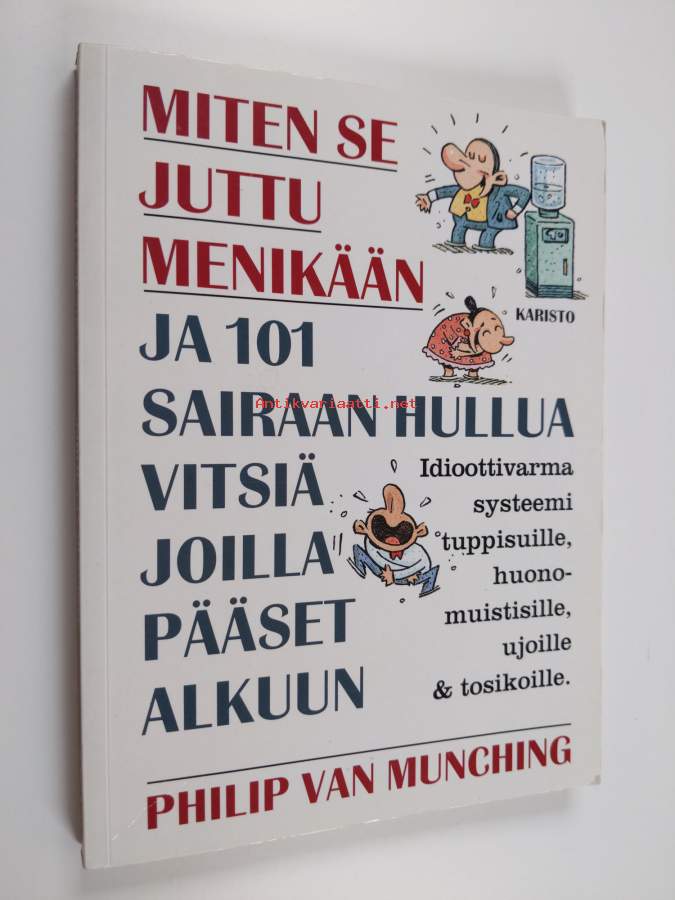 MITEN SE
JUTTU
MENIKÄÄN
KARISTO
JA 101
SAIRAAN HULLUA
Antikvariaatti.net
VITSIÄ
JOILLA
PÄÄSET
ALKUUN
Idioottivarma
systeemi
tuppisuille,
huono-
muistisille,
ujoille
& tosikoille.
PHILIP VAN MUNCHING